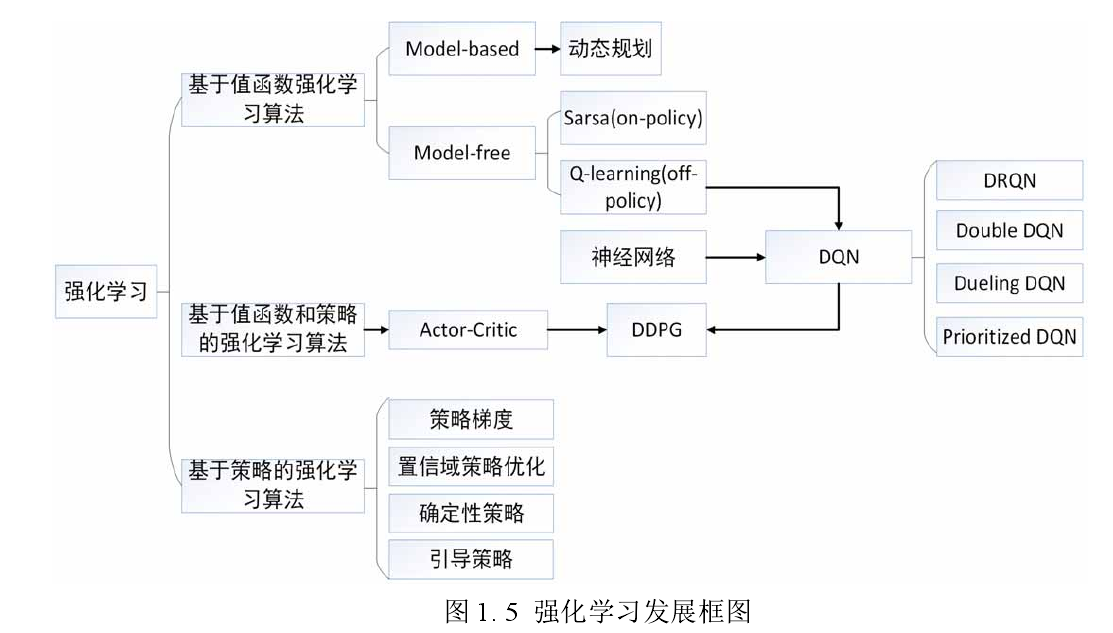 Model-based
动态规划
基于值函数强化学
习算法
Sarsa(on-policy)
Model-free
Q-learning(off-
policy)
DRQN
Double DQN
神经网络
DQN
Dueling DQN
强化学习
基于值函数和策略
的强化学习算法
Actor-Critic
DDPG
Prioritized DQN
策略梯度
置信域策略优化
基于策略的强化学
习算法
确定性策略
引导策略
图1.5 强化学习发展框图